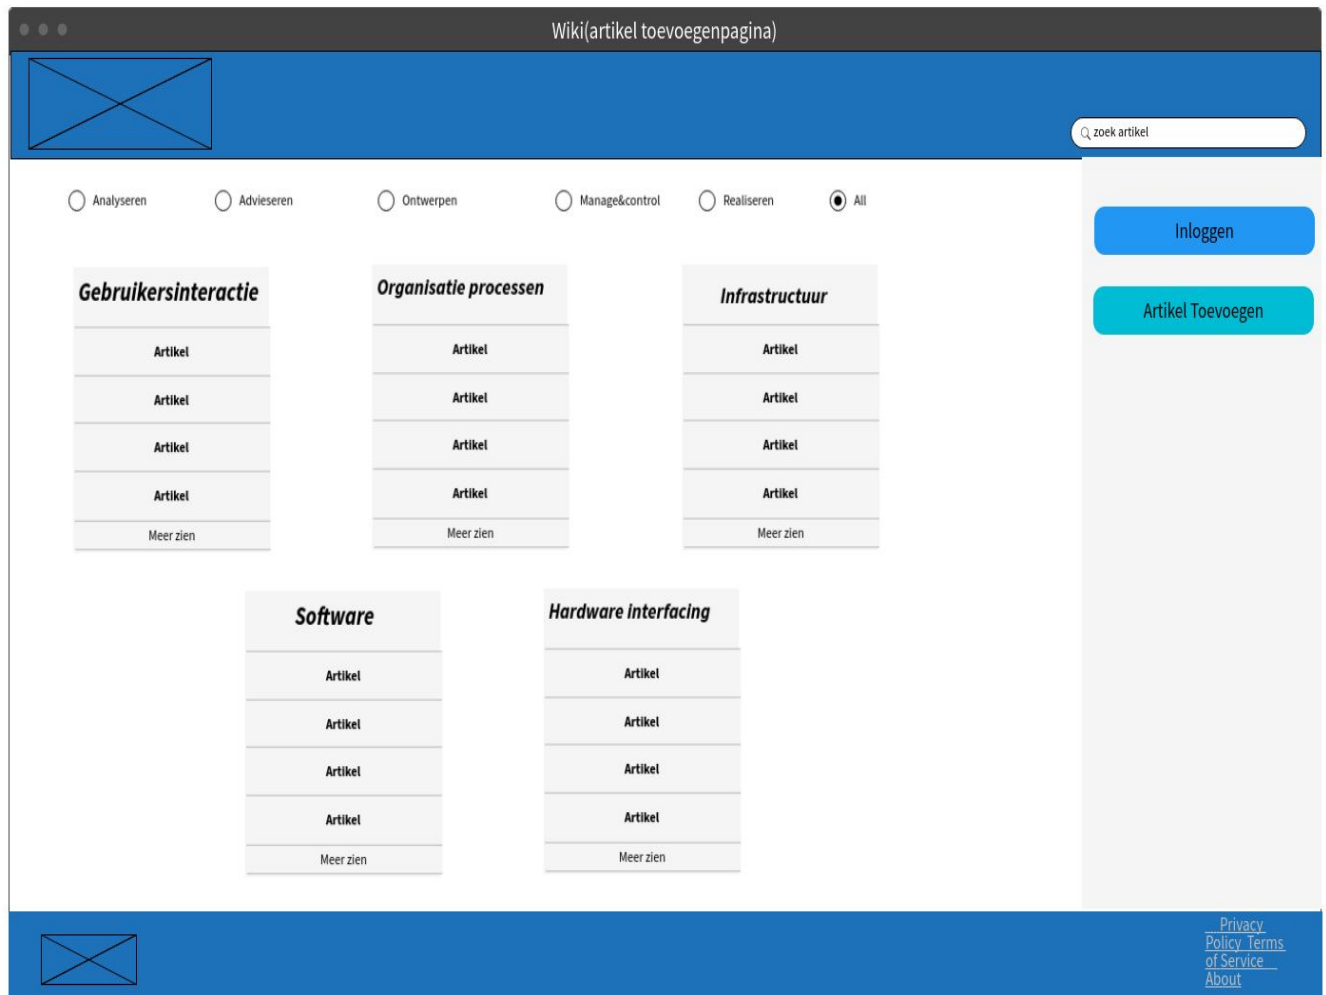 Wiki(artikel toevoegenpagina)
zoek artikel
Analyseren
Advieseren
Ontwerpen
Manage&control
Realiseren
All
Inloggen
Artikel Toevoegen
Gebruikersinteractie
Artikel
Artikel
Artikel
Artikel
Meer zien
Organisatie processen
Artikel
Artikel
Artikel
Artikel
Meer zien
Infrastructuur
Artikel
Artikel
Artikel
Artikel
Meer zien
Software
Artikel
Artikel
Artikel
Artikel
Meer zien
Hardware interfacing
Artikel
Artikel
Artikel
Artikel
Meer zien
Privacy
Policy Terms
of Service
About